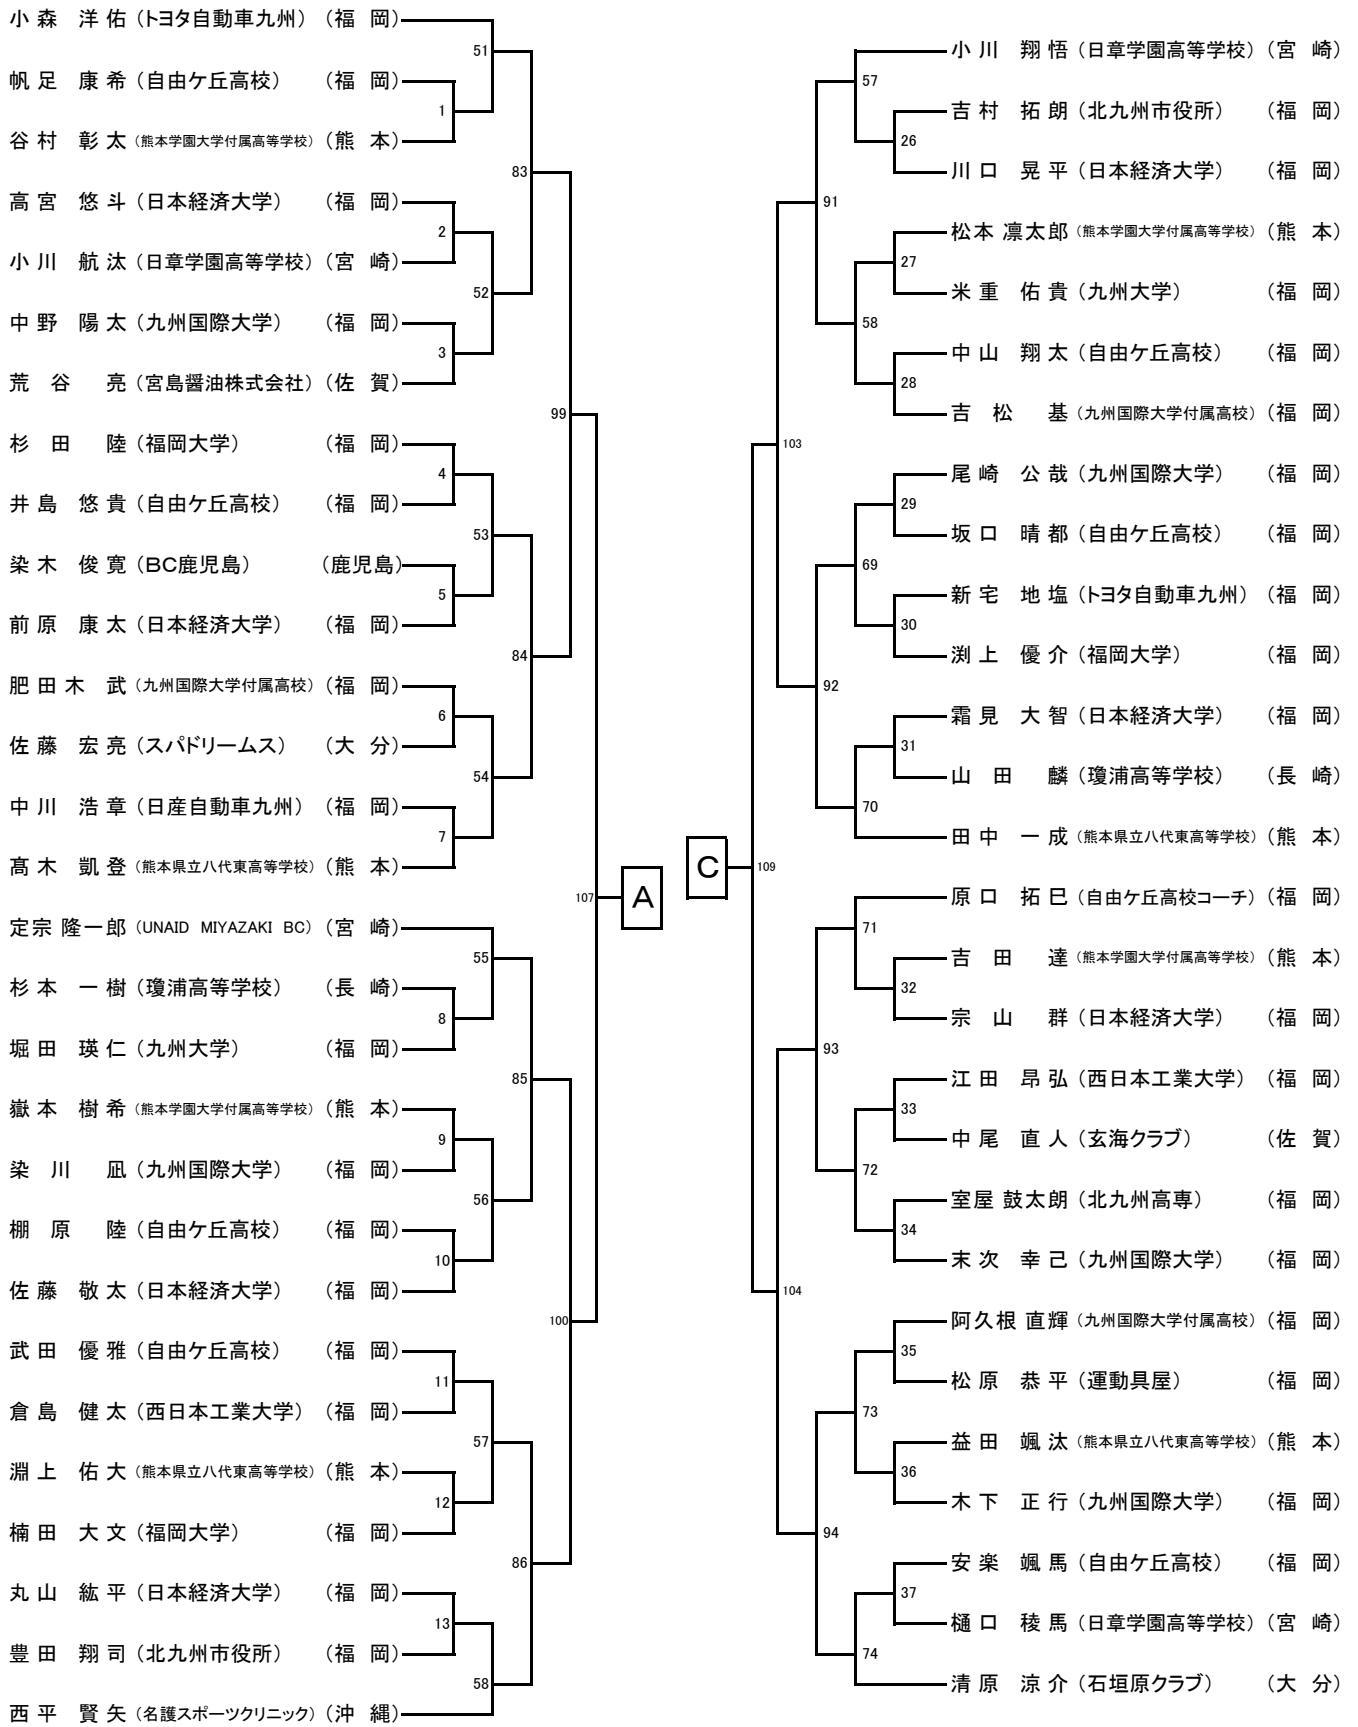 小森 洋佑 (トヨタ自動車九州) (福 岡)
51
帆足 康希 (自由ケ丘高校) (福 岡)
1
谷村 彰太 (熊本学園大学付属高等学校) (熊 本)
83
高宮 悠斗 (日本経済大学) (福 岡)
2
小川 航汰 (日章学園高等学校) (宮 崎)
52
中野 陽太 (九州国際大学) (福 岡)
3
荒谷 亮 (宮島醤油株式会社) (佐 賀)
99
杉田 陸 (福岡大学) (福 岡)
4
井島 悠貴 (自由ケ丘高校) (福 岡)
53
染木 俊寛 (BC鹿児島) (鹿児島)
5
前原 康太 (日本経済大学) (福 岡)
84
肥田木 武 (九州国際大学付属高校) (福 岡)
6
佐藤 宏亮 (スパドリームス) (大 分)
54
中川 浩章 (日産自動車九州) (福 岡)
7
髙木 凱登 (熊本県立八代東高等学校) (熊 本)
107
A
定宗 隆一郎 (UNAID MIYAZAKI BC) (宮 崎)
55
杉本 一樹 (瓊浦高等学校) (長 崎)
8
堀田 瑛仁 (九州大学) (福 岡)
85
嶽本 樹希 (熊本学園大学付属高等学校) (熊 本)
9
染川 凪 (九州国際大学) (福 岡)
56
棚原 陸 (自由ケ丘高校) (福 岡)
10
佐藤 敬太 (日本経済大学) (福 岡)
100
武田 優雅 (自由ケ丘高校) (福 岡)
11
倉島 健太 (西日本工業大学) (福 岡)
57
淵上 佑大 (熊本県立八代東高等学校) (熊 本)
12
楠田 大文 (福岡大学) (福 岡)
86
丸山 紘平 (日本経済大学) (福 岡)
13
豊田 翔司 (北九州市役所) (福 岡)
58
西平 賢矢 (名護スポーツクリニック) (沖 縄)
小川 翔悟 (日章学園高等学校) (宮 崎)
57
吉村 拓朗 (北九州市役所) (福 岡)
26
川口 晃平 (日本経済大学) (福 岡)
91
松本 凛太郎 (熊本学園大学付属高等学校) (熊 本)
27
米重 佑貴 (九州大学) (福 岡)
58
中山 翔太 (自由ケ丘高校) (福 岡)
28
吉松 基 (九州国際大学付属高校) (福 岡)
103
尾崎 公哉 (九州国際大学) (福 岡)
29
坂口 晴都 (自由ケ丘高校) (福 岡)
69
新宅 地塩 (トヨタ自動車九州) (福 岡)
30
渕上 優介 (福岡大学) (福 岡)
92
霜見 大智 (日本経済大学) (福 岡)
31
山田 麟 (瓊浦高等学校) (長 崎)
70
田中 一成 (熊本県立八代東高等学校) (熊 本)
C
109
原口 拓巳 (自由ケ丘高校コーチ) (福 岡)
71
吉田 達 (熊本学園大学付属高等学校) (熊 本)
32
宗山 群 (日本経済大学) (福 岡)
93
江田 昂弘 (西日本工業大学) (福 岡)
33
中尾 直人 (玄海クラブ) (佐 賀)
72
室屋 鼓太朗 (北九州高専) (福 岡)
34
末次 幸己 (九州国際大学) (福 岡)
104
阿久根 直輝 (九州国際大学付属高校) (福 岡)
35
松原 恭平 (運動具屋) (福 岡)
73
益田 颯汰 (熊本県立八代東高等学校) (熊 本)
36
木下 正行 (九州国際大学) (福 岡)
94
安楽 颯馬 (自由ケ丘高校) (福 岡)
37
樋口 稜馬 (日章学園高等学校) (宮 崎)
74
清原 涼介 (石垣原クラブ) (大 分)